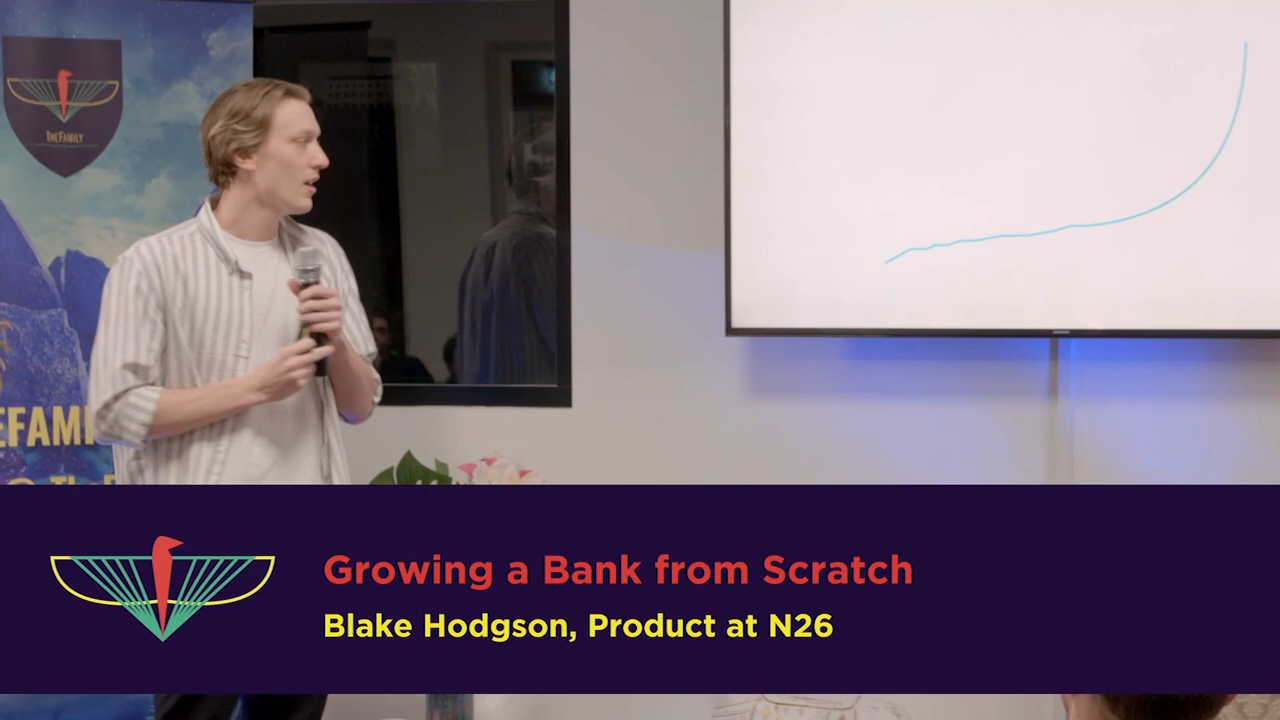 THEFAMILY
EFAMI
Growing a Bank from Scratch
Blake Hodgson, Product at N26